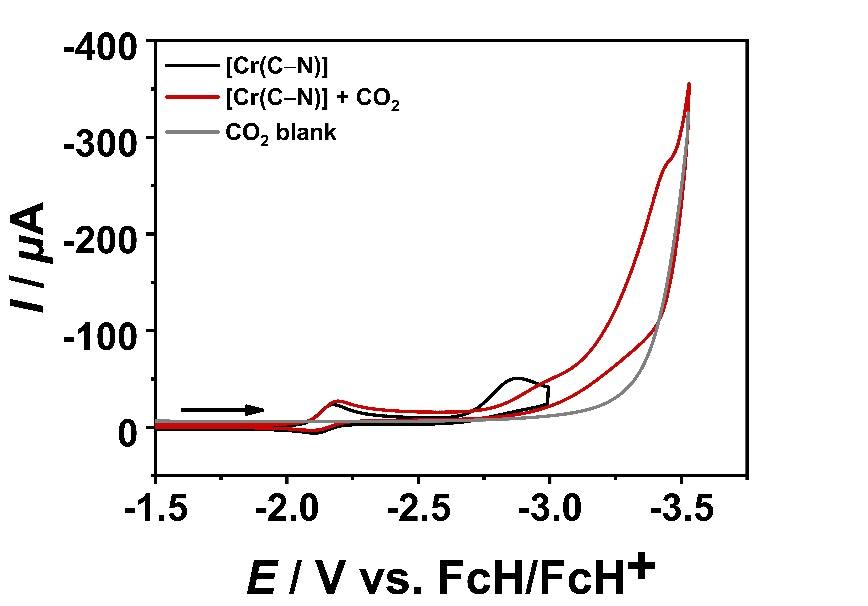 -400
-300
-200
-100
0
I / µA
[Cr(C–N)]
[Cr(C–N)] + CO₂
CO₂ blank
-1.5 -2.0 -2.5 -3.0 -3.5
E / V vs. FcH/FcH⁺